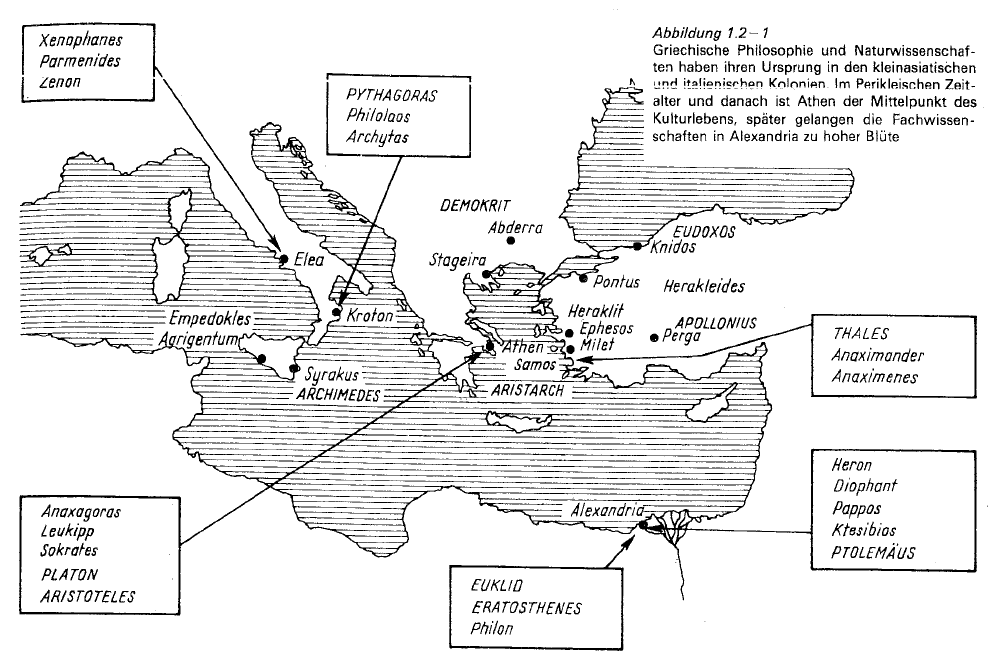 Abbildung 1.2–1
Griechische Philosophie und Naturwissenschaf-
ten haben ihren Ursprung in den kleinasiatischen
und italienischen Kolonien. Im Perikleischen Zeit-
alter und danach ist Athen der Mittelpunkt des
Kulturlebens, später gelangen die Fachwissen-
schaften in Alexandria zu hoher Blüte
Xenophanes
Parmenides
Zenon
PYTHAGORAS
Philolaos
Archytas
DEMOKRIT
Abderra
Stageira
EUDOXOS
Knidos
Pontus
Herakleides
Elea
Kroton
Empedokles
Agrigentum
Syrakus
ARCHIMEDES
Heraklit
Ephesos
Milet
Athen
Samos
ARISTARCH
APOLLONIUS
Perga
THALES
Anaximander
Anaximenes
Anaxagoras
Leukipp
Sokrates
PLATON
ARISTOTELES
Alexandria
EUKLID
ERATOSTHENES
Philon
Heron
Diophant
Pappos
Ktesibios
PTOLEMÄUS